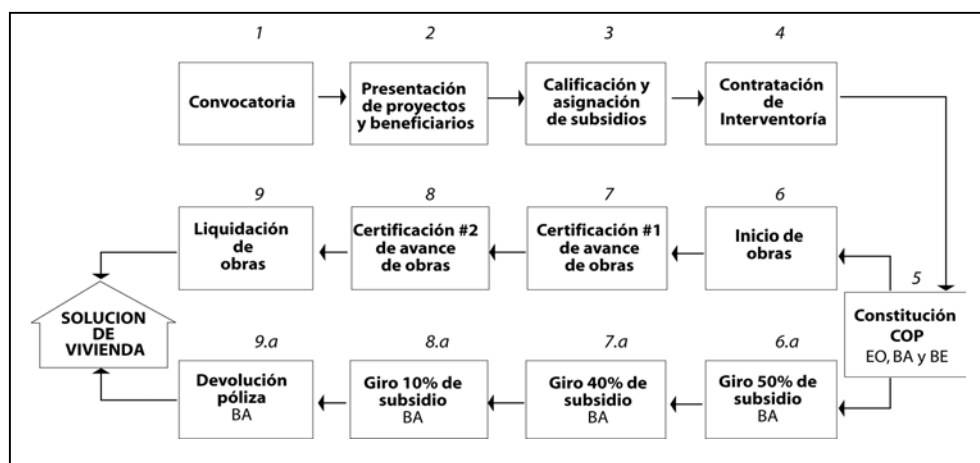 1
2
3
4
Convocatoria
Presentación
de proyectos
y beneficiarios
Calificación y
asignación
de subsidios
Contratación
de
Interventoría
9
8
7
6
Liquidación
de
obras
Certificación #2
de avance
de obras
Certificación #1
de avance de
obras
Inicio de
obras
5
Constitución
COP
EO, BA y BE
SOLUCION
DE
VIVIENDA
9.a
8.a
7.a
6.a
Devolución
póliza
BA
Giro 10% de
subsidio
BA
Giro 40% de
subsidio
BA
Giro 50% de
subsidio
BA